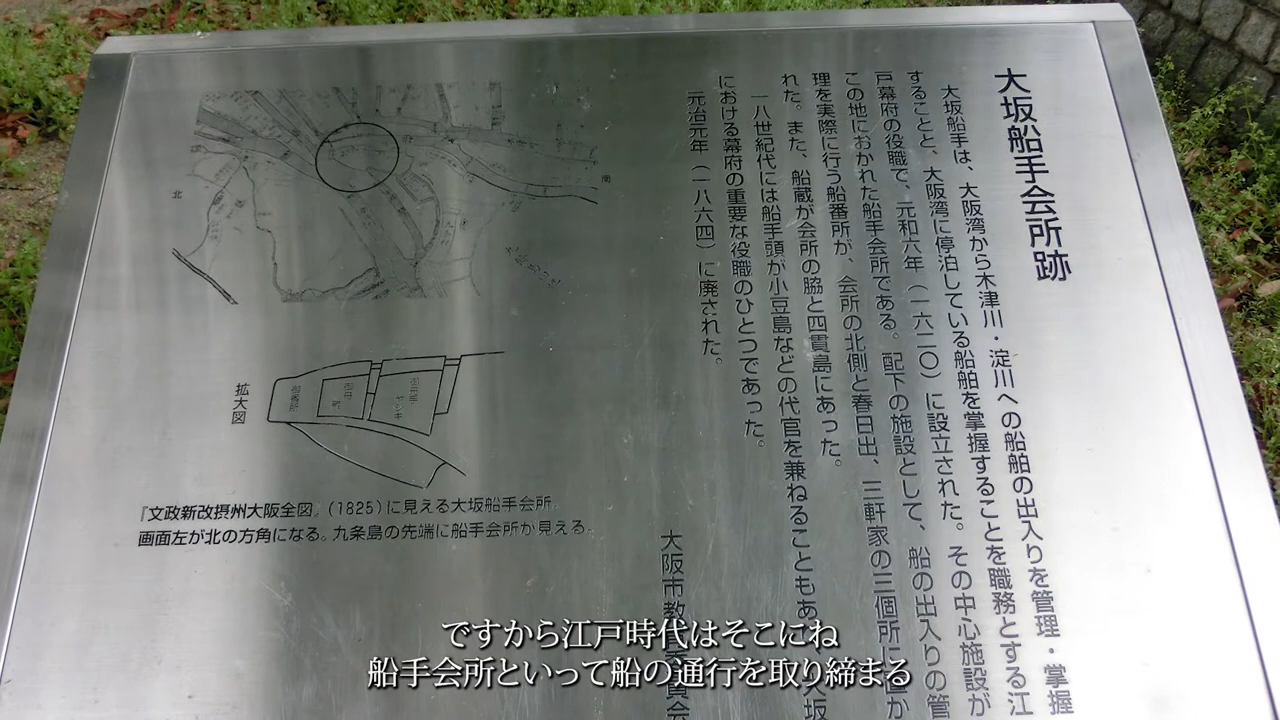 大坂船手会所跡
大坂船手は、大阪湾から木津川・淀川への船舶の出入りを管理・掌握
することと、大阪湾に停泊している船舶を掌握することを職務とする江
戸幕府の役職で、元和六年（一六二〇）に設立された。その中心施設が
この地におかれた船手会所である。配下の施設として、船の出入りの管
理を実際に行う船番所が、会所の北側と春日出、三軒家の三個所に置か
れた。また、船蔵が会所の脇と四貫島にあった。
一八世紀代には船手頭が小豆島などの代官を兼ねることもあ 大坂
における幕府の重要な役職のひとつであった。
元治元年（一八六四）に廃された。
大阪市教 委員会
北
南
拡大図
『文政新改摂州大阪全図』(1825)に見える大坂船手会所。
画面左が北の方角になる。九条島の先端に船手会所が見える。
ですから江戸時代はそこにね
船手会所といって船の通行を取り締まる